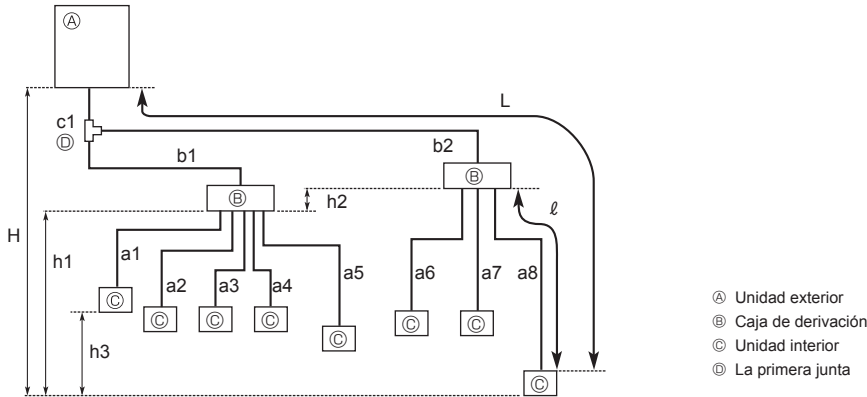 Ⓐ
L
c1
Ⓓ
b2
b1
Ⓑ
Ⓑ
h2
ℓ
H
h1
a1
a2
a3
a4
a5
a6
a7
a8
Ⓒ
Ⓒ
Ⓒ
Ⓒ
Ⓒ
Ⓒ
Ⓒ
Ⓒ
h3
Ⓐ Unidad exterior
Ⓑ Caja de derivación
Ⓒ Unidad interior
Ⓓ La primera junta